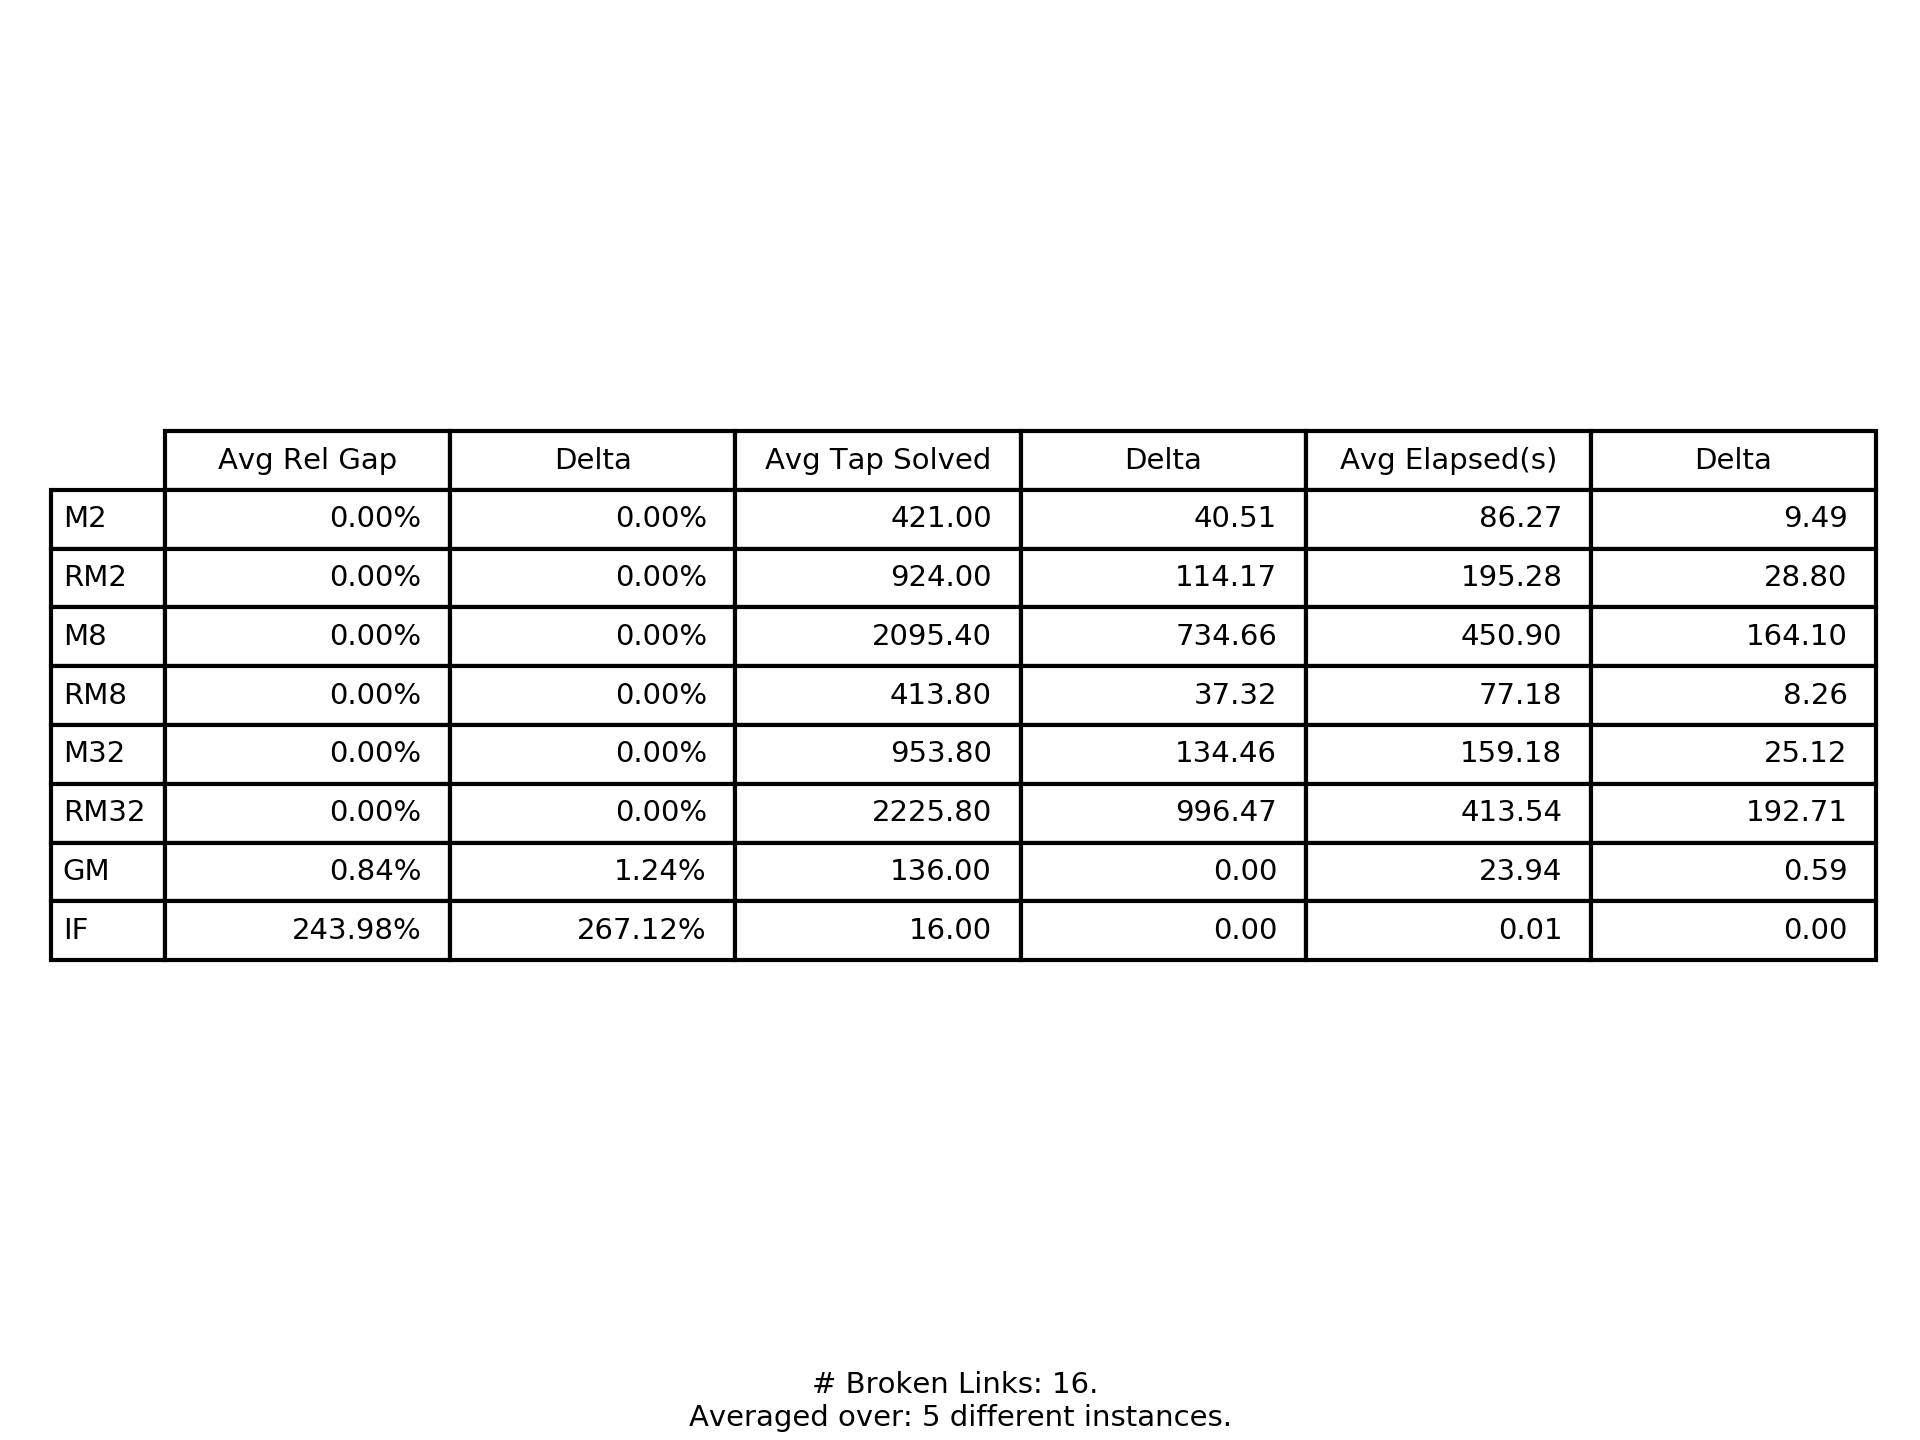 Avg Rel Gap Delta Avg Tap Solved Delta Avg Elapsed(s) Delta
M2 0.00% 0.00% 421.00 40.51 86.27 9.49
RM2 0.00% 0.00% 924.00 114.17 195.28 28.80
M8 0.00% 0.00% 2095.40 734.66 450.90 164.10
RM8 0.00% 0.00% 413.80 37.32 77.18 8.26
M32 0.00% 0.00% 953.80 134.46 159.18 25.12
RM32 0.00% 0.00% 2225.80 996.47 413.54 192.71
GM 0.84% 1.24% 136.00 0.00 23.94 0.59
IF 243.98% 267.12% 16.00 0.00 0.01 0.00
# Broken Links: 16.
Averaged over: 5 different instances.